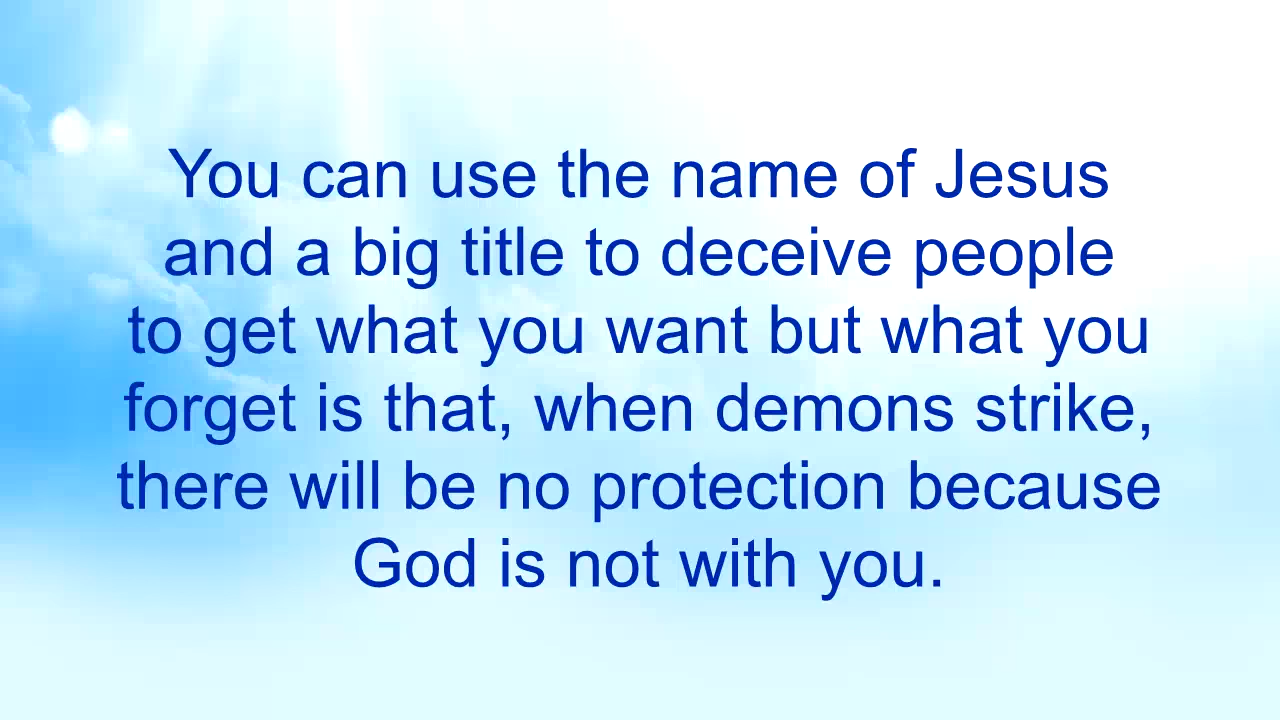 You can use the name of Jesus
and a big title to deceive people
to get what you want but what you
forget is that, when demons strike,
there will be no protection because
God is not with you.